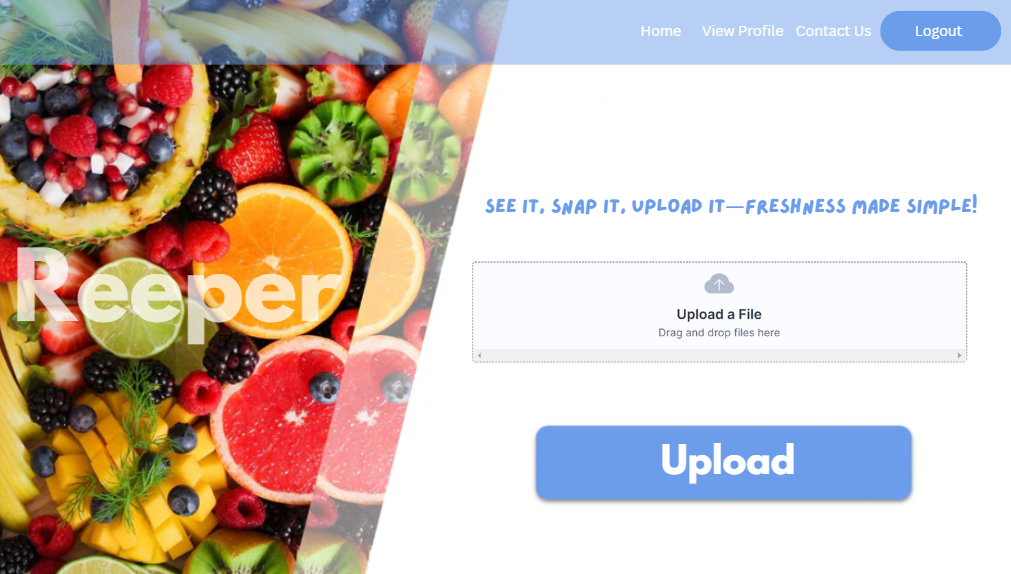 Home View Profile Contact Us Logout
SEE IT, SNAP IT, UPLOAD IT—FRESHNESS MADE SIMPLE!
Reeper
Upload a File
Drag and drop files here
Upload